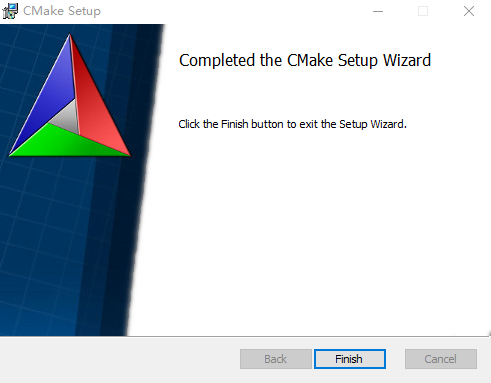 CMake Setup
Completed the CMake Setup Wizard
Click the Finish button to exit the Setup Wizard.
Back
Finish
Cancel